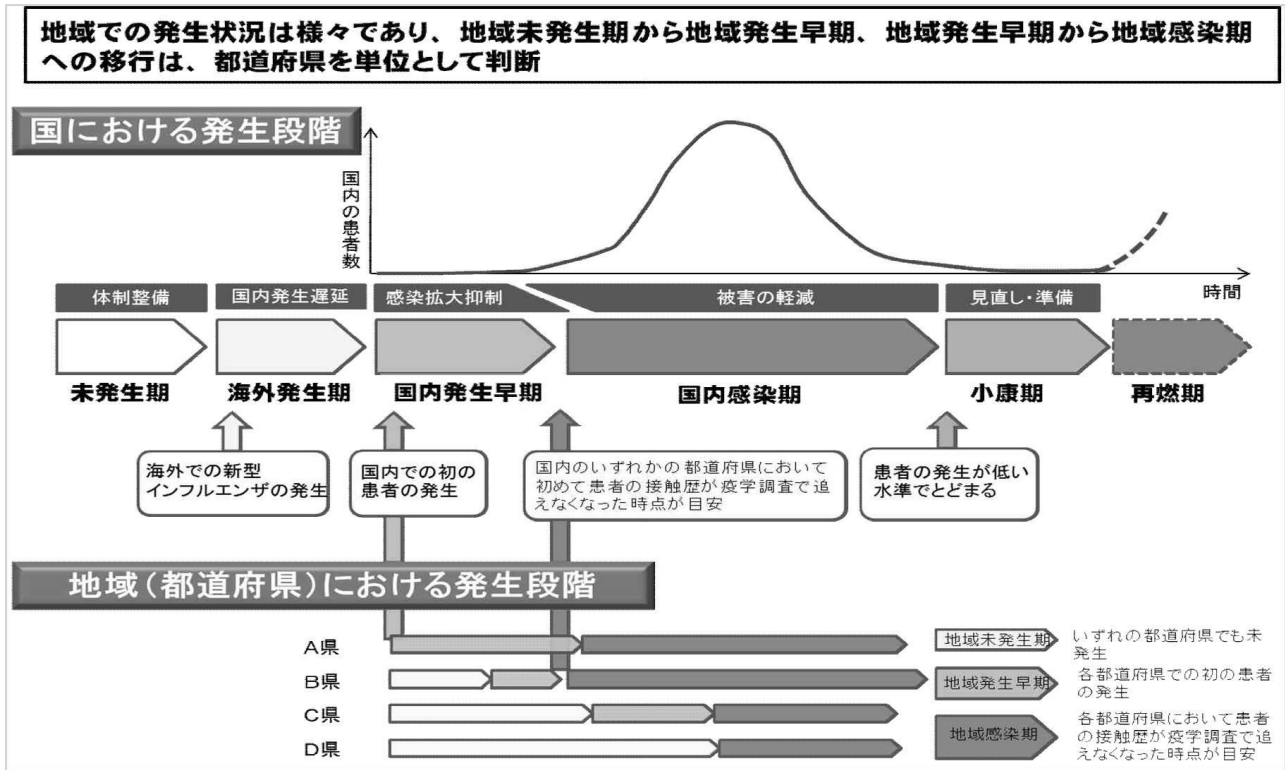 地域での発生状況は様々であり、地域未発生期から地域発生早期、地域発生早期から地域感染期
への移行は、都道府県を単位として判断
国における発生段階
国内の患者数
時間
体制整備
国内発生遅延
感染拡大抑制
被害の軽減
見直し・準備
未発生期
海外発生期
国内発生早期
国内感染期
小康期
再燃期
海外での新型
インフルエンザの発生
国内での初の
患者の発生
国内のいずれかの都道府県において
初めて患者の接触歴が疫学調査で追
えなくなった時点が目安
患者の発生が低い
水準でとどまる
地域(都道府県)における発生段階
A県
B県
C県
D県
地域未発生期
いずれの都道府県でも未
発生
地域発生早期
各都道府県での初の患者
の発生
地域感染期
各都道府県において患者
の接触歴が疫学調査で追
えなくなった時点が目安